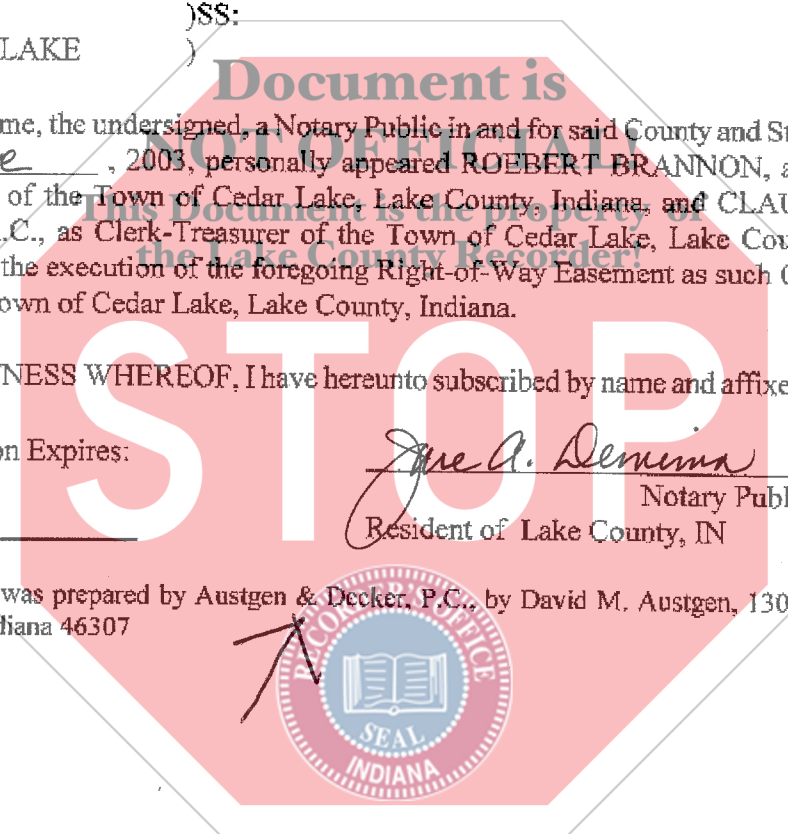 )SS:
LAKE )
Document is
me, the undersigned, a Notary Public in and for said County and St
NOT OFFICIAL!
e , 2003, personally appeared ROEBERT BRANNON, a
of the Town of Cedar Lake, Lake County, Indiana, and CLAU
This Document is the property of
.C., as Clerk-Treasurer of the Town of Cedar Lake, Lake Cou
the Lake County Recorder!
the execution of the foregoing Right-of-Way Easement as such
own of Cedar Lake, Lake County, Indiana.
STOP
NESS WHEREOF, I have hereunto subscribed by name and affixe
on Expires:
A.
Notary Publ
Resident of Lake County, IN
was prepared by Austgen & Decker, P.C., by David M. Austgen, 130
diana 46307
RECORDER'S OFFICE
SEAL
INDIANA